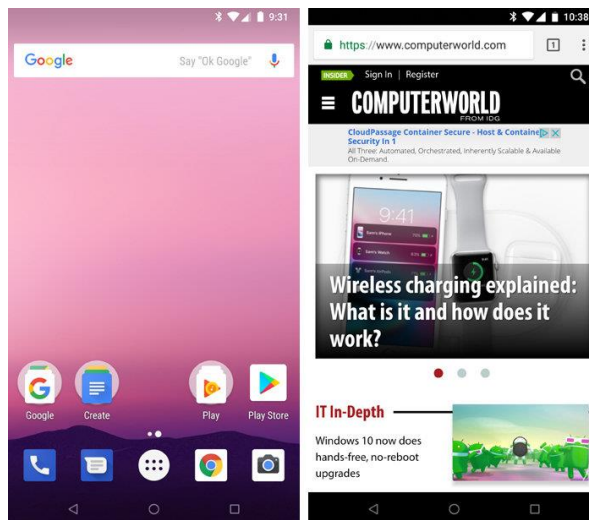 9:31
Google
Say "Ok Google"
Google
Create
Play
Play Store
10:38
https://www.computerworld.com
1
INSIDER
Sign In | Register
COMPUTERWORLD
FROM IDG
CloudPassage Container Secure - Host & Containe
Security In 1
All Three: Automated, Orchestrated, Inherently Scalable & Available
On-Demand.
9:41
Wireless charging explained:
What is it and how does it
work?
IT In-Depth
Windows 10 now does
hands-free, no-reboot
upgrades